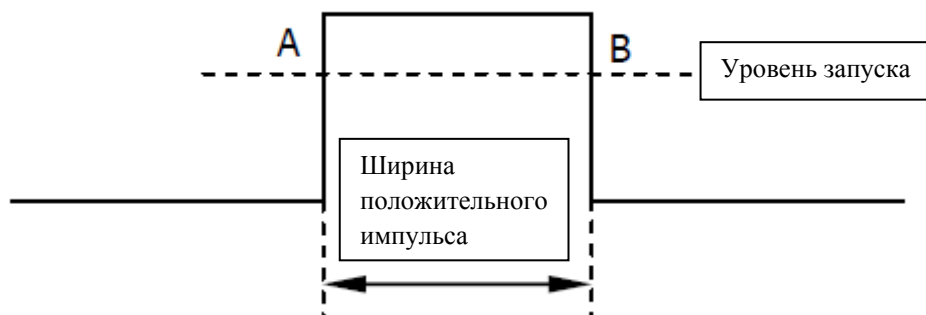 A
B
Уровень запуска
Ширина
положительного
импульса